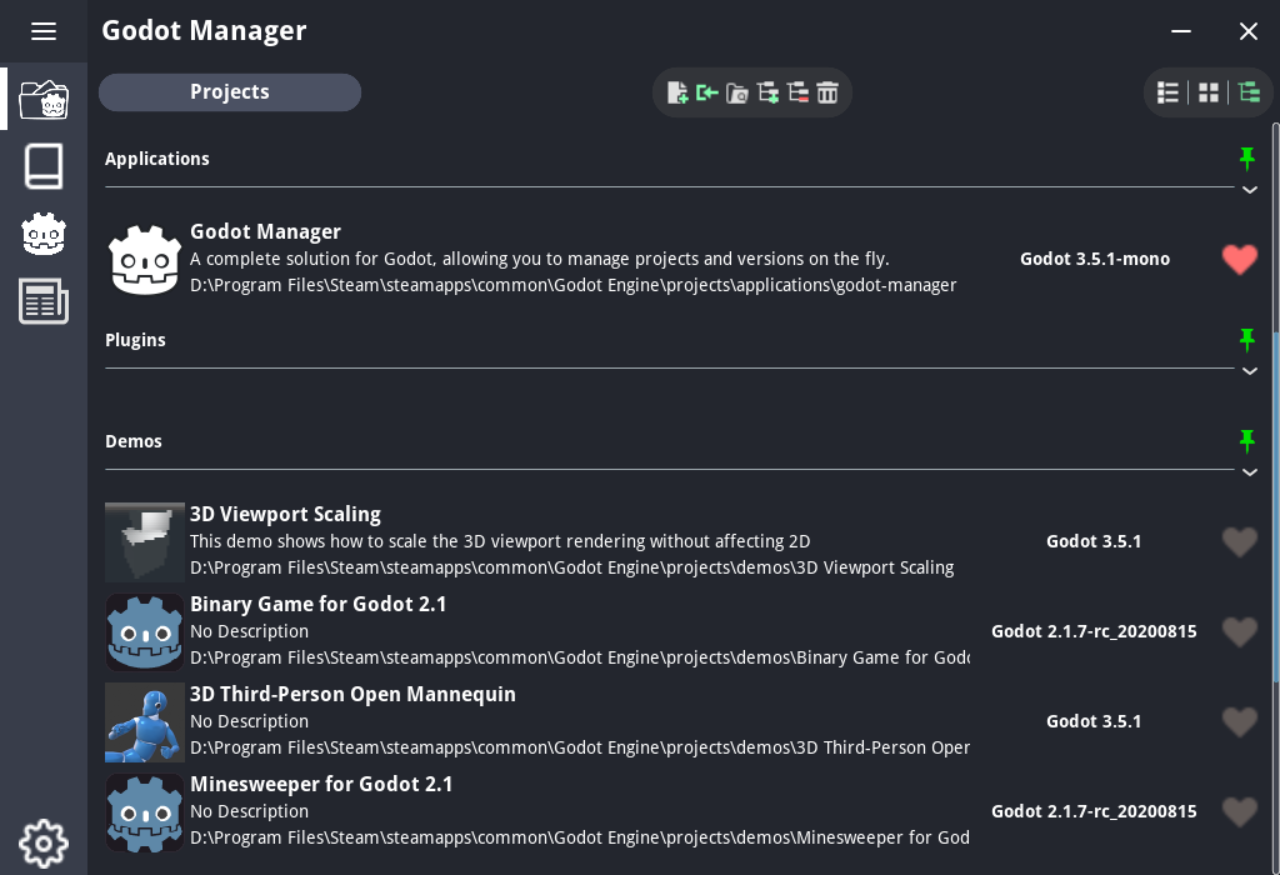 Godot Manager
Projects
Applications
Godot Manager
A complete solution for Godot, allowing you to manage projects and versions on the fly.
Godot 3.5.1-mono
D:\Program Files\Steam\steamapps\common\Godot Engine\projects\applications\godot-manager
Plugins
Demos
3D Viewport Scaling
This demo shows how to scale the 3D viewport rendering without affecting 2D
Godot 3.5.1
D:\Program Files\Steam\steamapps\common\Godot Engine\projects\demos\3D Viewport Scaling
Binary Game for Godot 2.1
No Description
Godot 2.1.7-rc_20200815
D:\Program Files\Steam\steamapps\common\Godot Engine\projects\demos\Binary Game for Godo
3D Third-Person Open Mannequin
No Description
Godot 3.5.1
D:\Program Files\Steam\steamapps\common\Godot Engine\projects\demos\3D Third-Person Oper
Minesweeper for Godot 2.1
No Description
Godot 2.1.7-rc_20200815
D:\Program Files\Steam\steamapps\common\Godot Engine\projects\demos\Minesweeper for God